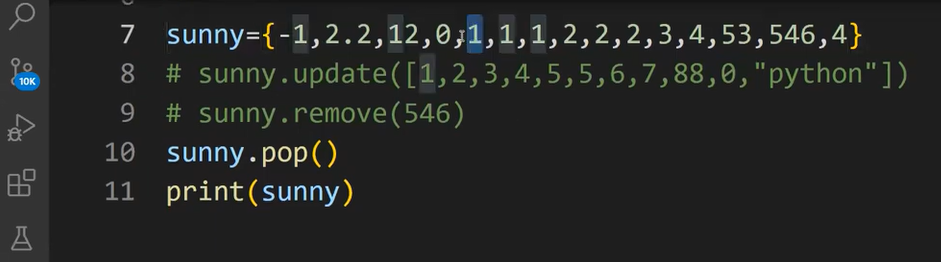 7 sunny={-1,2.2,12,0,1,1,1,2,2,2,3,4,53,546,4}
8 # sunny.update([1,2,3,4,5,5,6,7,88,0,"python"])
9 # sunny.remove(546)
10K
10 sunny.pop()
11 print(sunny)